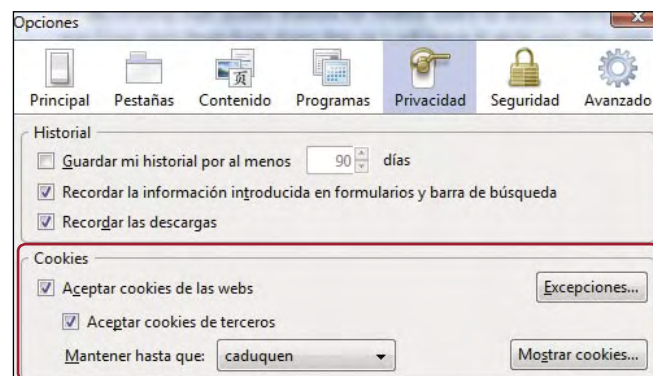 Opciones
Principal Pestañas Contenido Programas Privacidad Seguridad Avanzado
Historial
Guardar mi historial por al menos 90 días
Recordar la información introducida en formularios y barra de búsqueda
Recordar las descargas
Cookies
Aceptar cookies de las webs Excepciones...
Aceptar cookies de terceros
Mantener hasta que: caduquen Mostrar cookies...